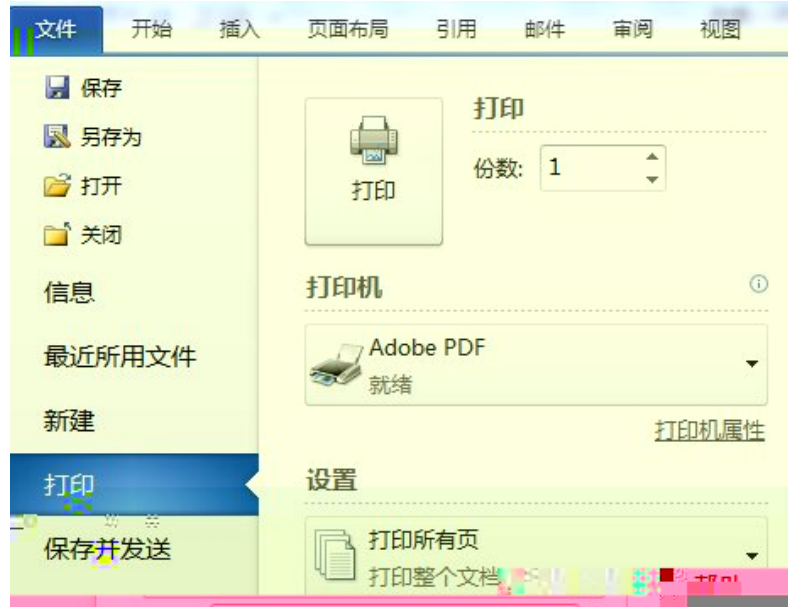 文件 开始 插入 页面布局 引用 邮件 审阅 视图
保存
另存为
打开
关闭
信息
最近所用文件
新建
打印
保存并发送
打印
打印
份数: 1
打印机
Adobe PDF
就绪
打印机属性
设置
打印所有页
打印整个文档